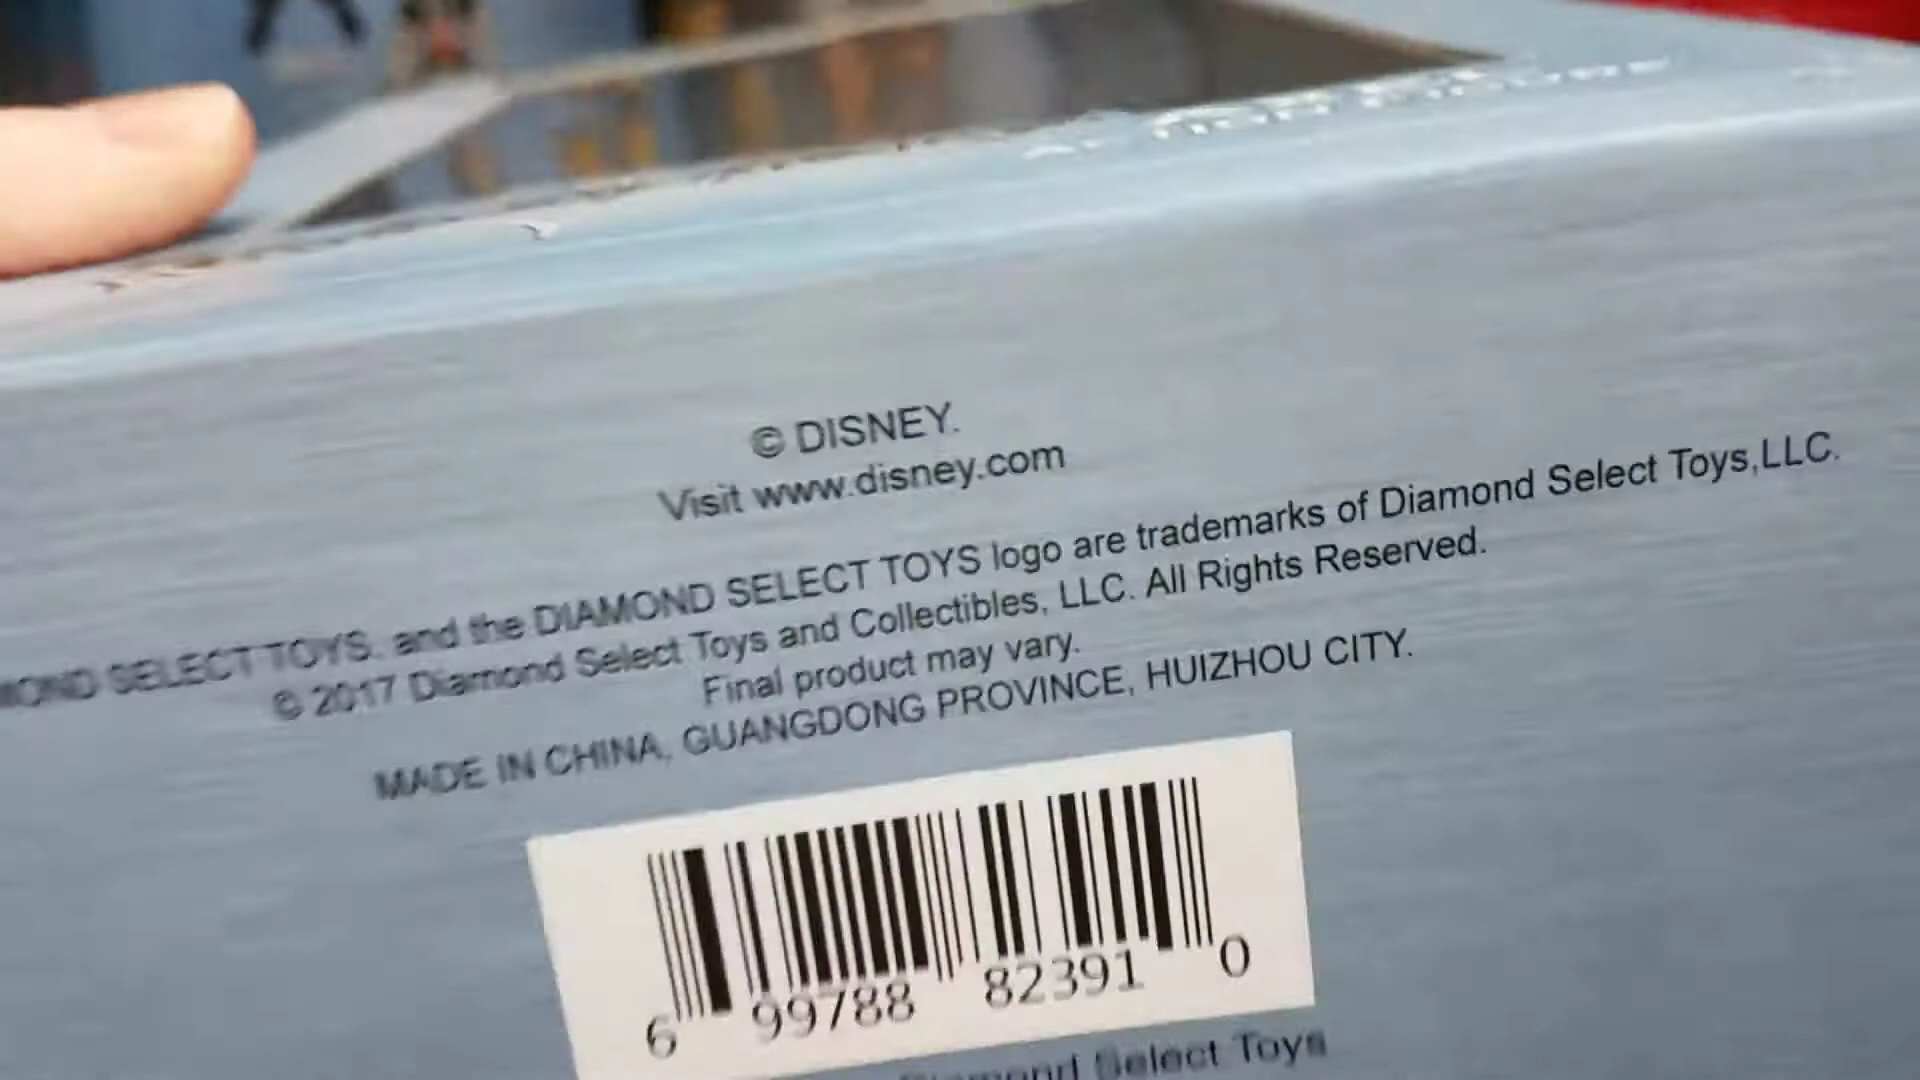 © DISNEY.
Visit www.disney.com
SELECT TOYS. and the DIAMOND SELECT TOYS logo are trademarks of Diamond Select Toys,LLC.
© 2017 Diamond Select Toys and Collectibles, LLC. All Rights Reserved.
Final product may vary.
MADE IN CHINA, GUANGDONG PROVINCE, HUIZHOU CITY.
6 99788 82391 0
Select Toys